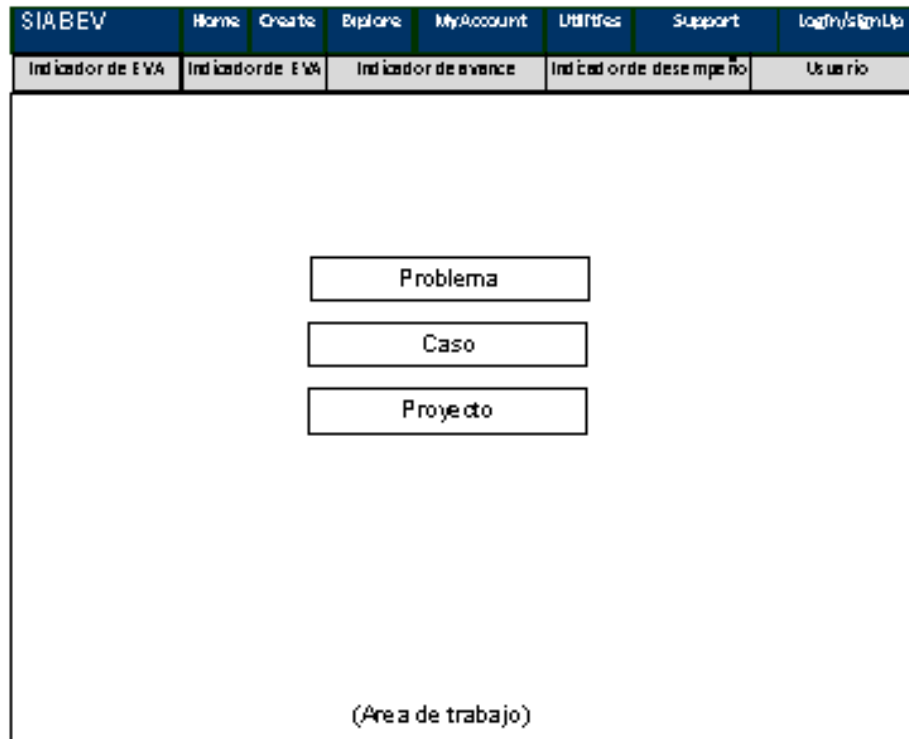 SIABEV Home Create Explore MyAccount Utilities Support Login/signUp
Indicador de EVA Indicador de EVA Indicador de avance Indicador de desempeño Usuario
Problema
Caso
Proyecto
(Area de trabajo)